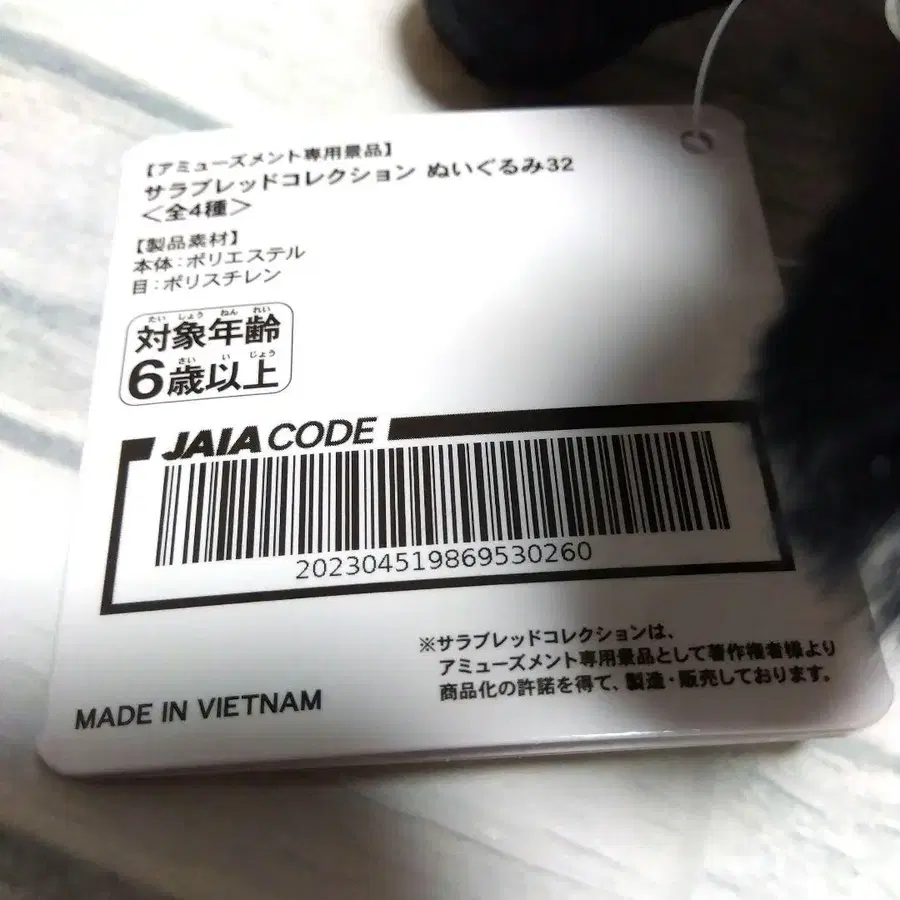 【アミューズメント専用景品】
サラブレッドコレクション ぬいぐるみ32
＜全4種＞
【製品素材】
本体：ポリエステル
目：ポリスチレン
たい しょう ねん れい
対象年齢
さい い じょう
6歳以上
JAIA CODE
202304519869530260
※サラブレッドコレクションは、
アミューズメント専用景品として著作権者様より
商品化の許諾を得て、製造・販売しております。
MADE IN VIETNAM